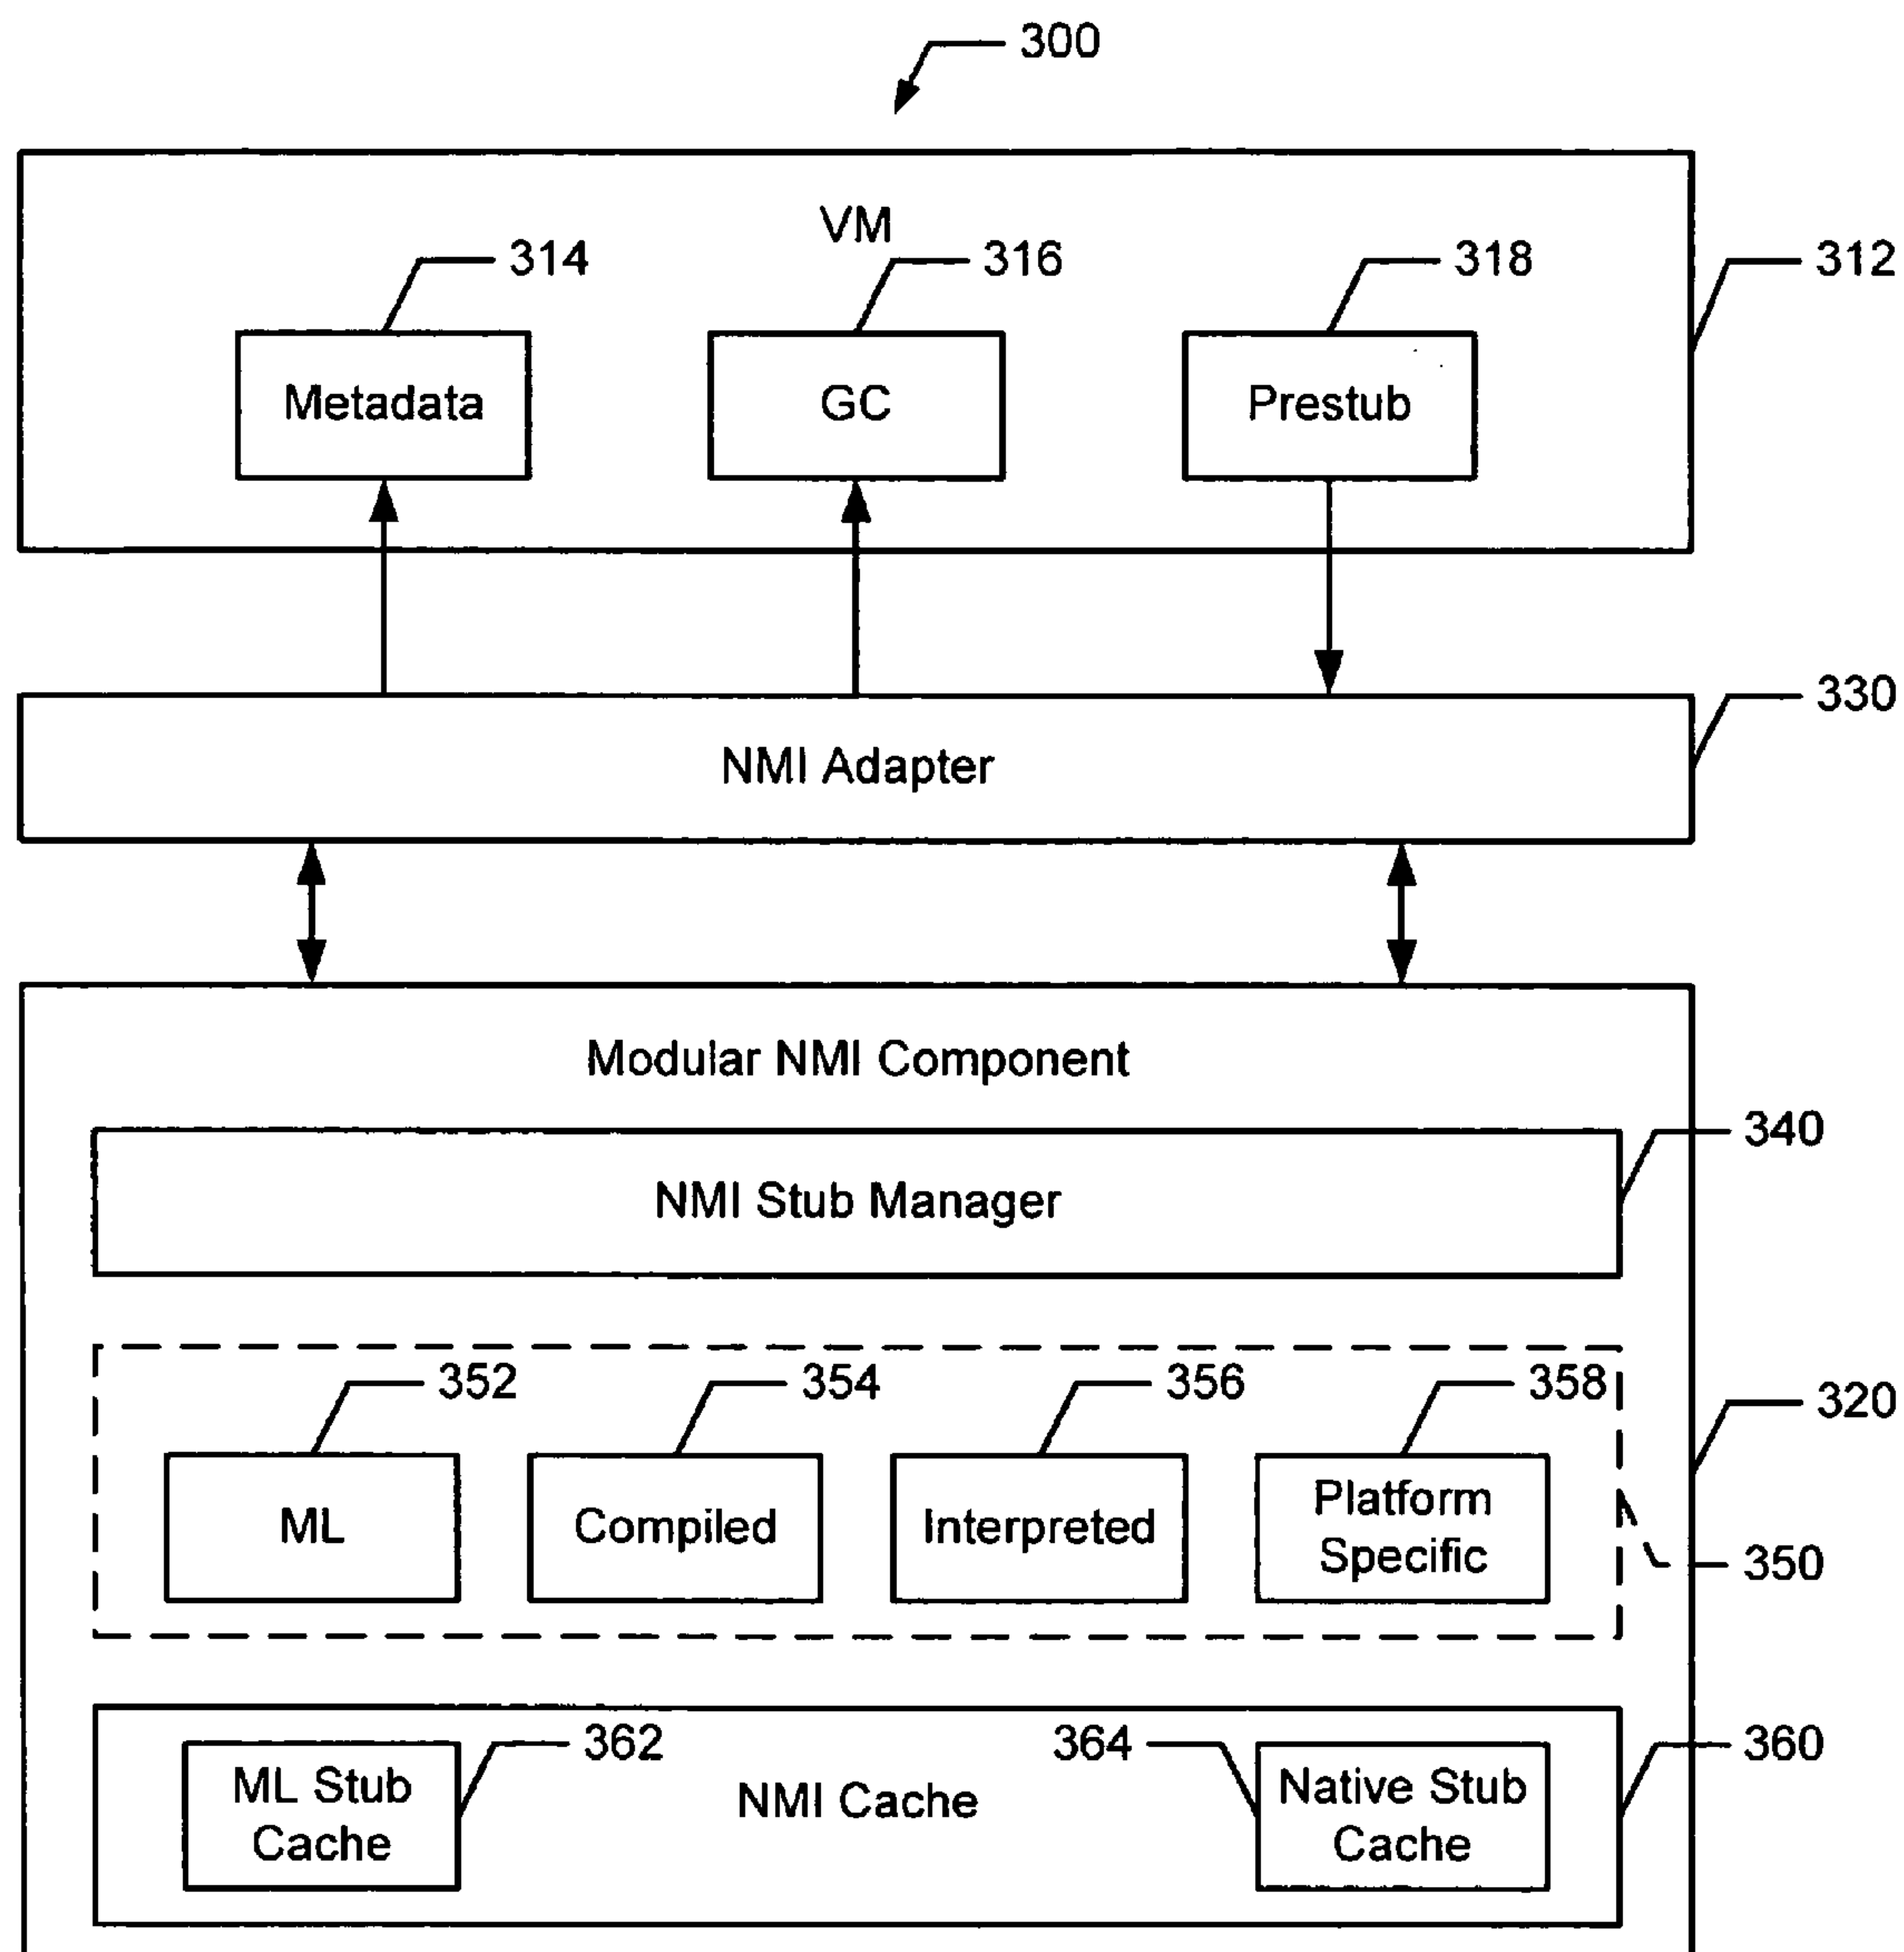 300
VM
314
316
318
312
Metadata
GC
Prestub
330
NMI Adapter
Modular NMI Component
340
NMI Stub Manager
352
354
356
358
320
ML
Compiled
Interpreted
Platform
Specific
350
362
364
360
ML Stub
Cache
NMI Cache
Native Stub
Cache